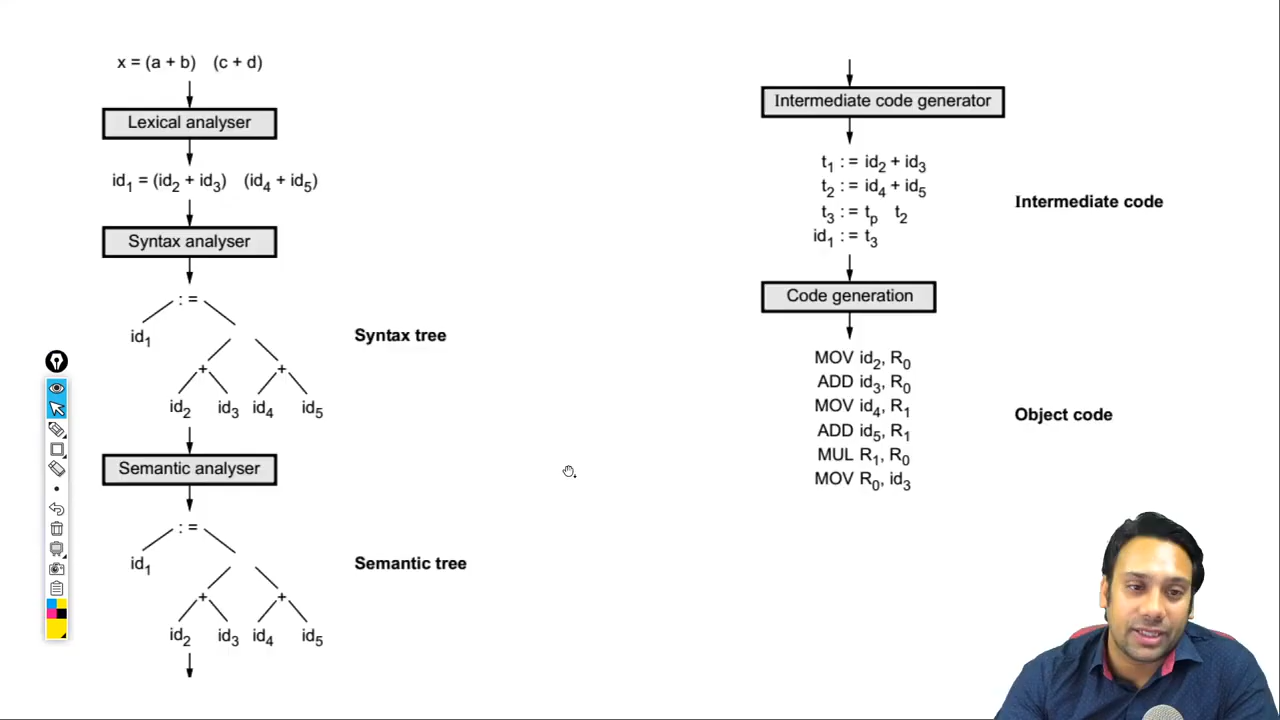 x = (a + b) (c + d)
Lexical analyser
id1 = (id2 + id3) (id4 + id5)
Syntax analyser
: =
id1
Syntax tree
+ +
id2 id3 id4 id5
Semantic analyser
: =
id1
Semantic tree
+ +
id2 id3 id4 id5
Intermediate code generator
t1 : = id2 + id3
t2 : = id4 + id5
t3 : = tp t2
id1 : = t3
Intermediate code
Code generation
MOV id2, R0
ADD id3, R0
MOV id4, R1
ADD id5, R1
MUL R1, R0
MOV R0, id3
Object code